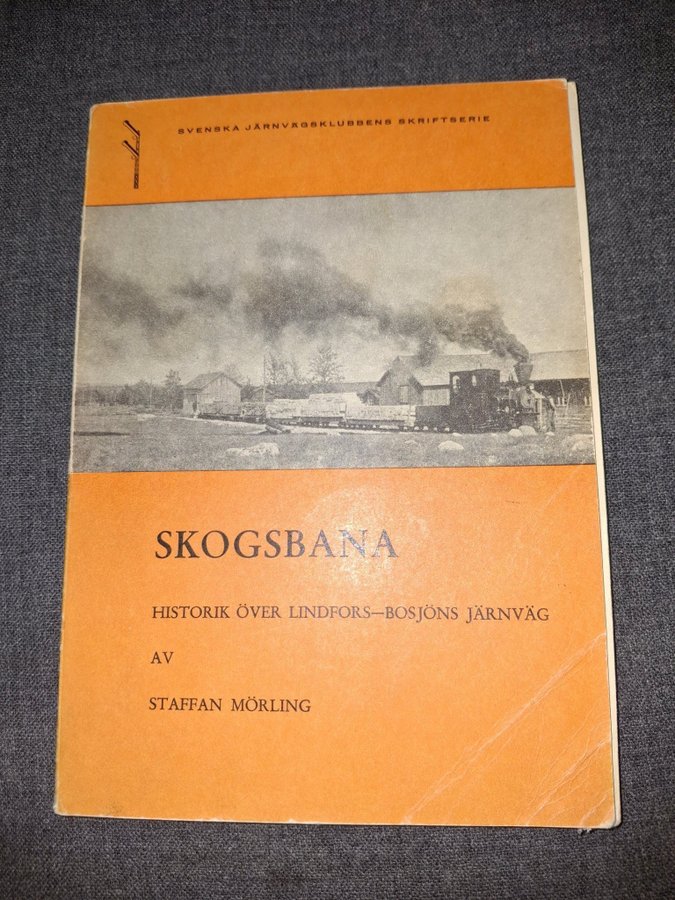 SVENSKA JÄRNVÄGSKLUBBENS SKRIFTSERIE
SKOGSBANA
HISTORIK ÖVER LINDFORS—BOSJÖNS JÄRNVÄG
AV
STAFFAN MÖRLING